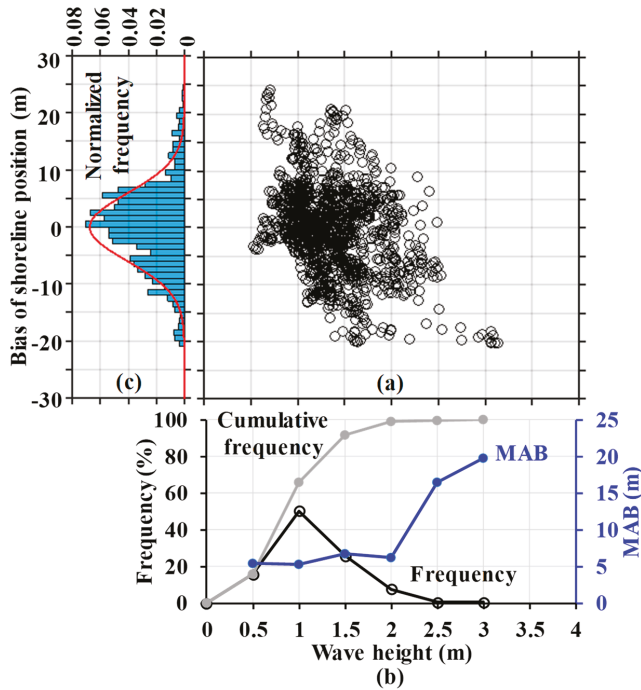 0.08 0.06 0.04 0.02 0
30
20
10
0
-10
-20
-30
Bias of shoreline position (m)
Normalized
frequency
(c)
(a)
100
80
60
40
20
0
Frequency (%)
Cumulative
frequency
MAB
Frequency
25
20
15
10
5
0
MAB (m)
0 0.5 1 1.5 2 2.5 3 3.5 4
Wave height (m)
(b)